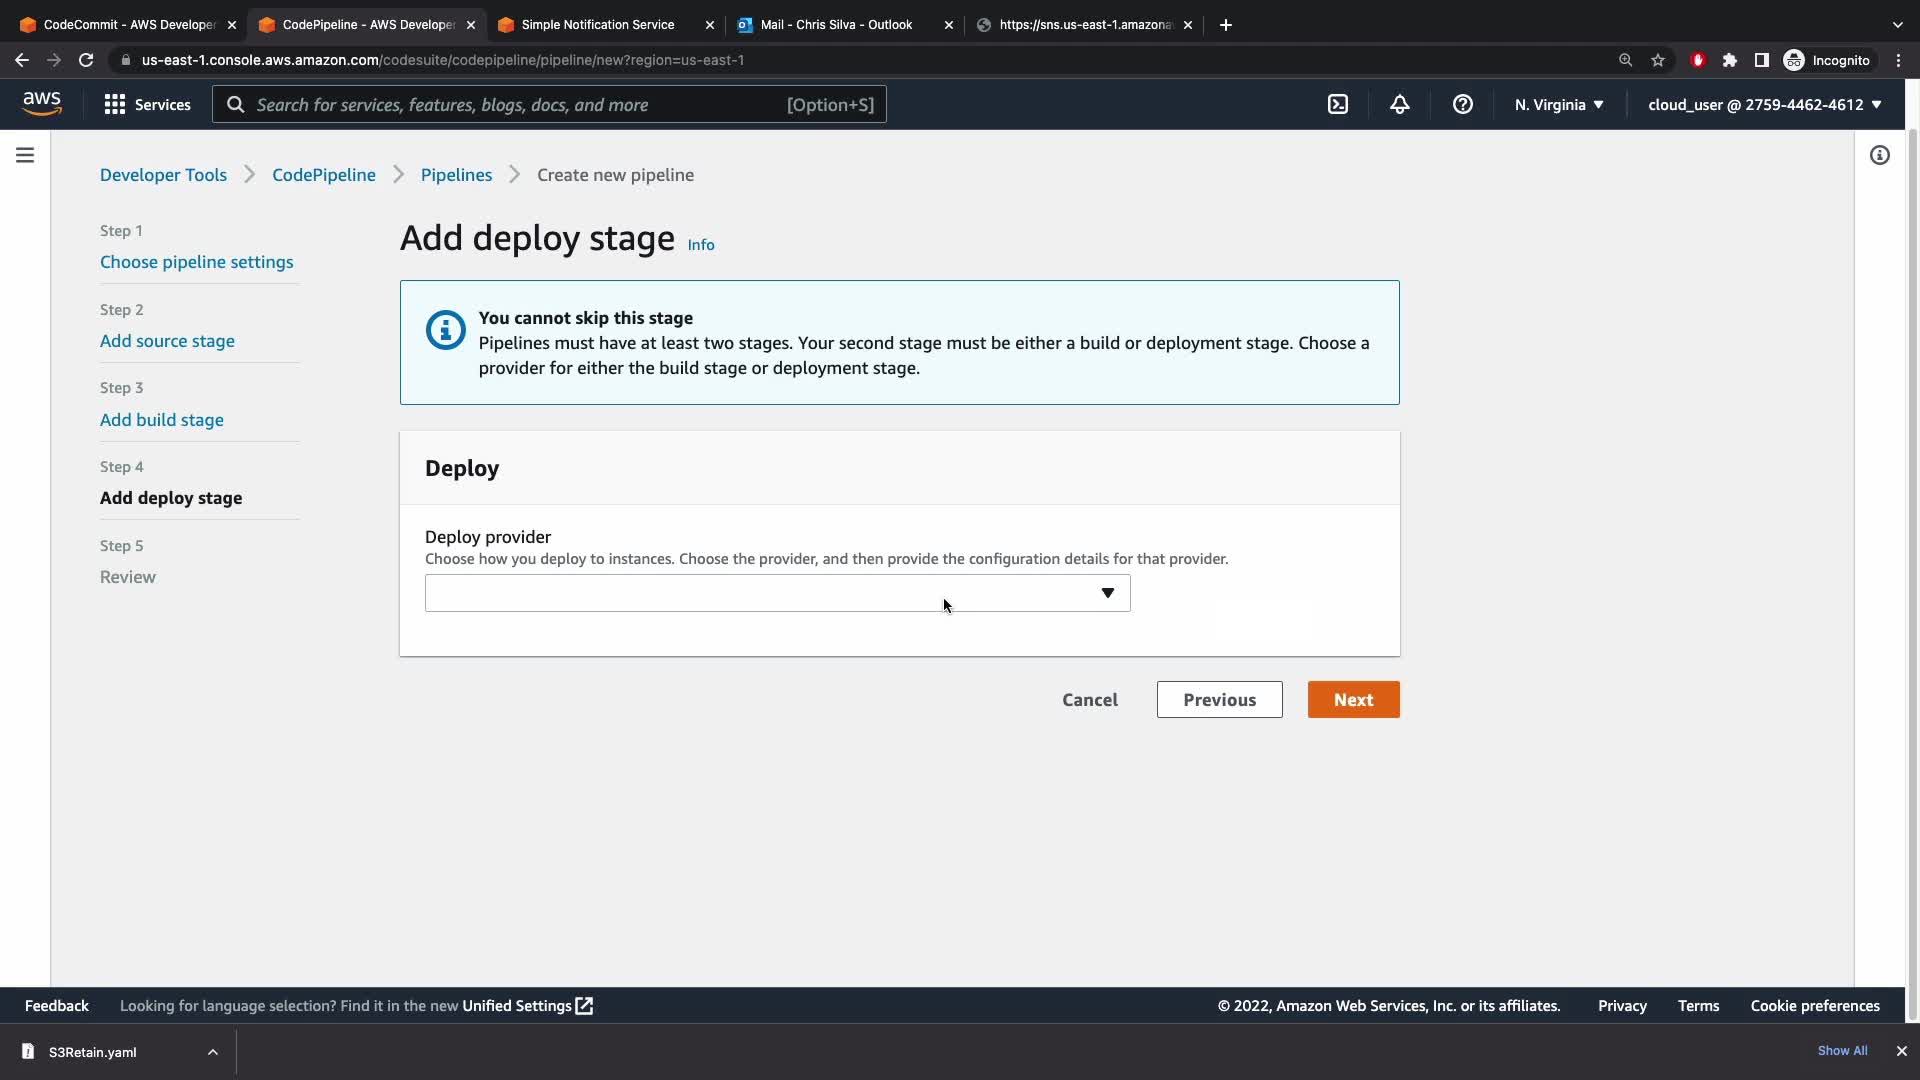 CodeCommit - AWS Developer
CodePipeline - AWS Developer
Simple Notification Service
Mail - Chris Silva - Outlook
https://sns.us-east-1.amazona
us-east-1.console.aws.amazon.com/codesuite/codepipeline/pipeline/new?region=us-east-1
Incognito
aws
Services
Search for services, features, blogs, docs, and more
[Option+S]
N. Virginia
cloud_user @ 2759-4462-4612
Developer Tools
CodePipeline
Pipelines
Create new pipeline
Step 1
Choose pipeline settings
Step 2
Add source stage
Step 3
Add build stage
Step 4
Add deploy stage
Step 5
Review
Add deploy stage Info
You cannot skip this stage
Pipelines must have at least two stages. Your second stage must be either a build or deployment stage. Choose a
provider for either the build stage or deployment stage.
Deploy
Deploy provider
Choose how you deploy to instances. Choose the provider, and then provide the configuration details for that provider.
Cancel
Previous
Next
Feedback
Looking for language selection? Find it in the new Unified Settings
© 2022, Amazon Web Services, Inc. or its affiliates.
Privacy
Terms
Cookie preferences
S3Retain.yaml
Show All